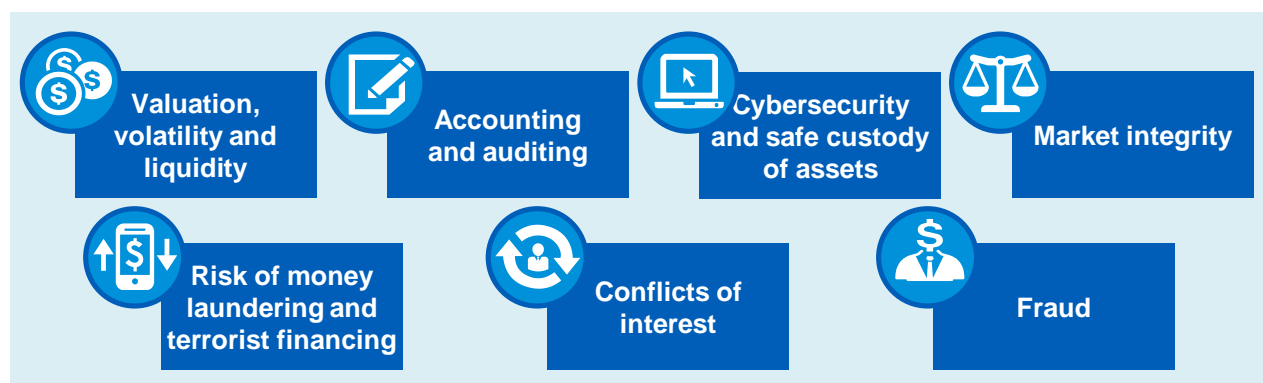 Valuation,
volatility and
liquidity
Accounting
and auditing
Cybersecurity
and safe custody
of assets
Market integrity
Risk of money
laundering and
terrorist financing
Conflicts of
interest
Fraud